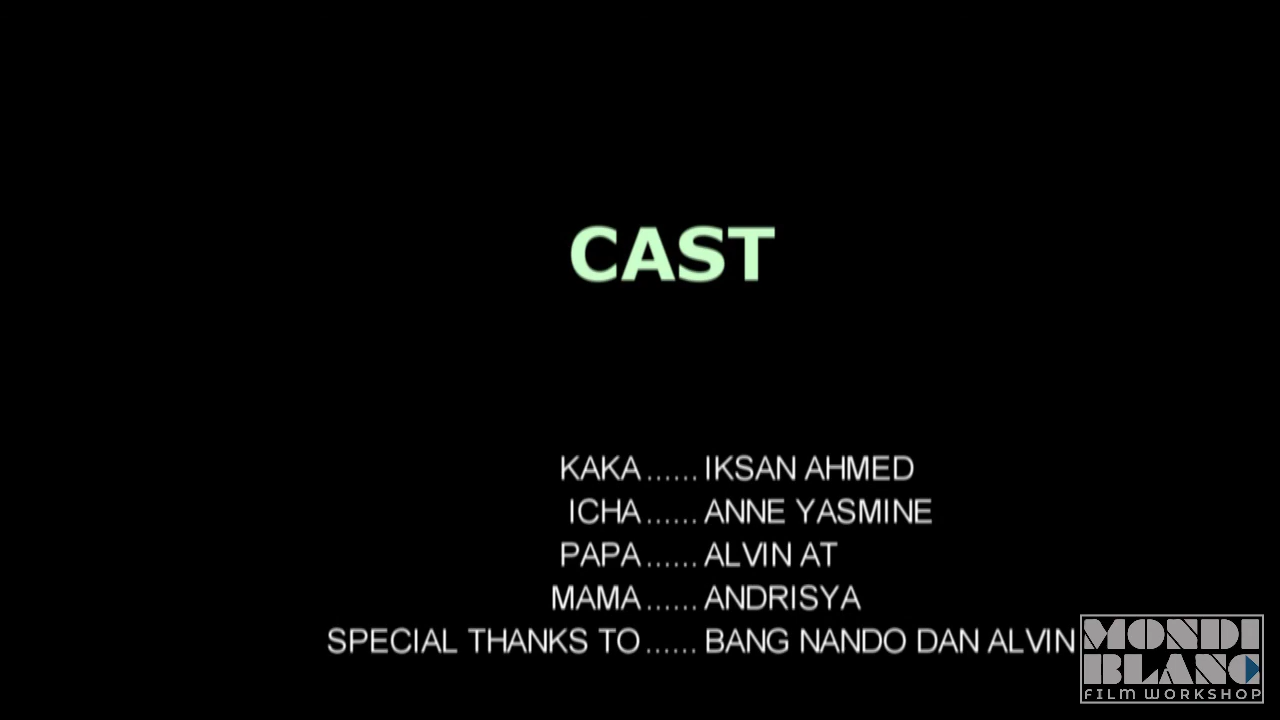 CAST
KAKA ...... IKSAN AHMED
ICHA ...... ANNE YASMINE
PAPA ...... ALVIN AT
MAMA ...... ANDRISYA
SPECIAL THANKS TO ...... BANG NANDO DAN ALVIN
MONDI
BLANC
FILM WORKSHOP